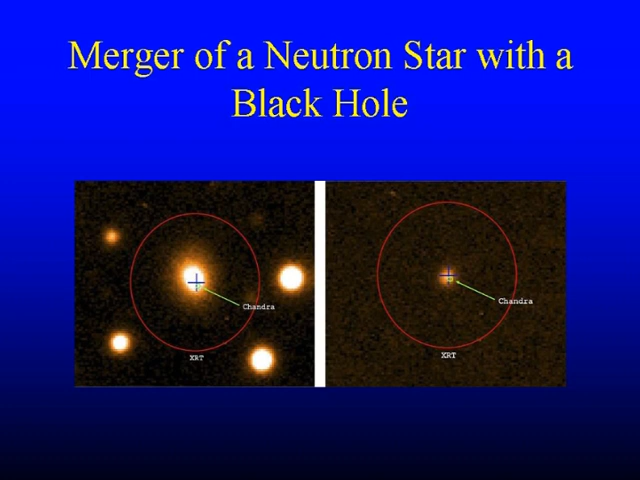 Merger of a Neutron Star with a
Black Hole
Chandra
XRT
Chandra
XRT